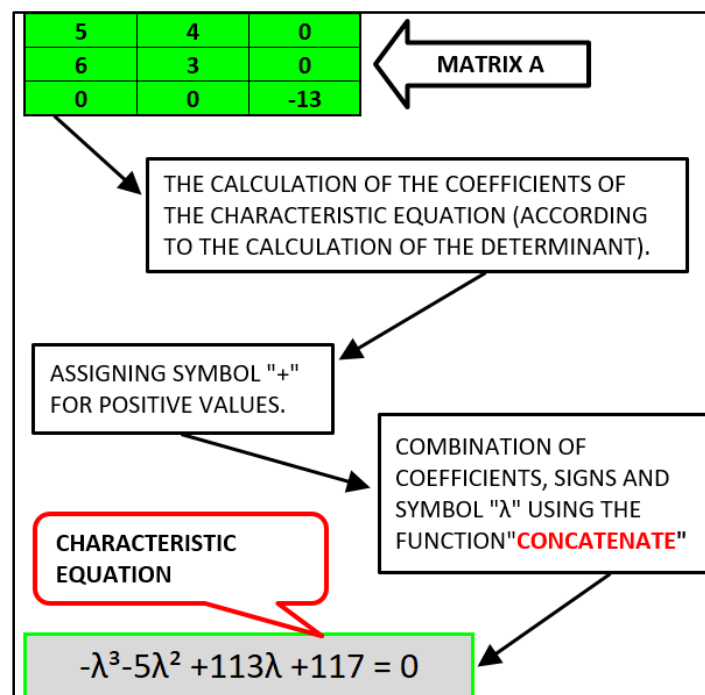 5 4 0
6 3 0
0 0 -13
MATRIX A
THE CALCULATION OF THE COEFFICIENTS OF
THE CHARACTERISTIC EQUATION (ACCORDING
TO THE CALCULATION OF THE DETERMINANT).
ASSIGNING SYMBOL "+"
FOR POSITIVE VALUES.
COMBINATION OF
COEFFICIENTS, SIGNS AND
SYMBOL "λ" USING THE
FUNCTION"CONCATENATE"
CHARACTERISTIC
EQUATION
-λ³-5λ² +113λ +117 = 0